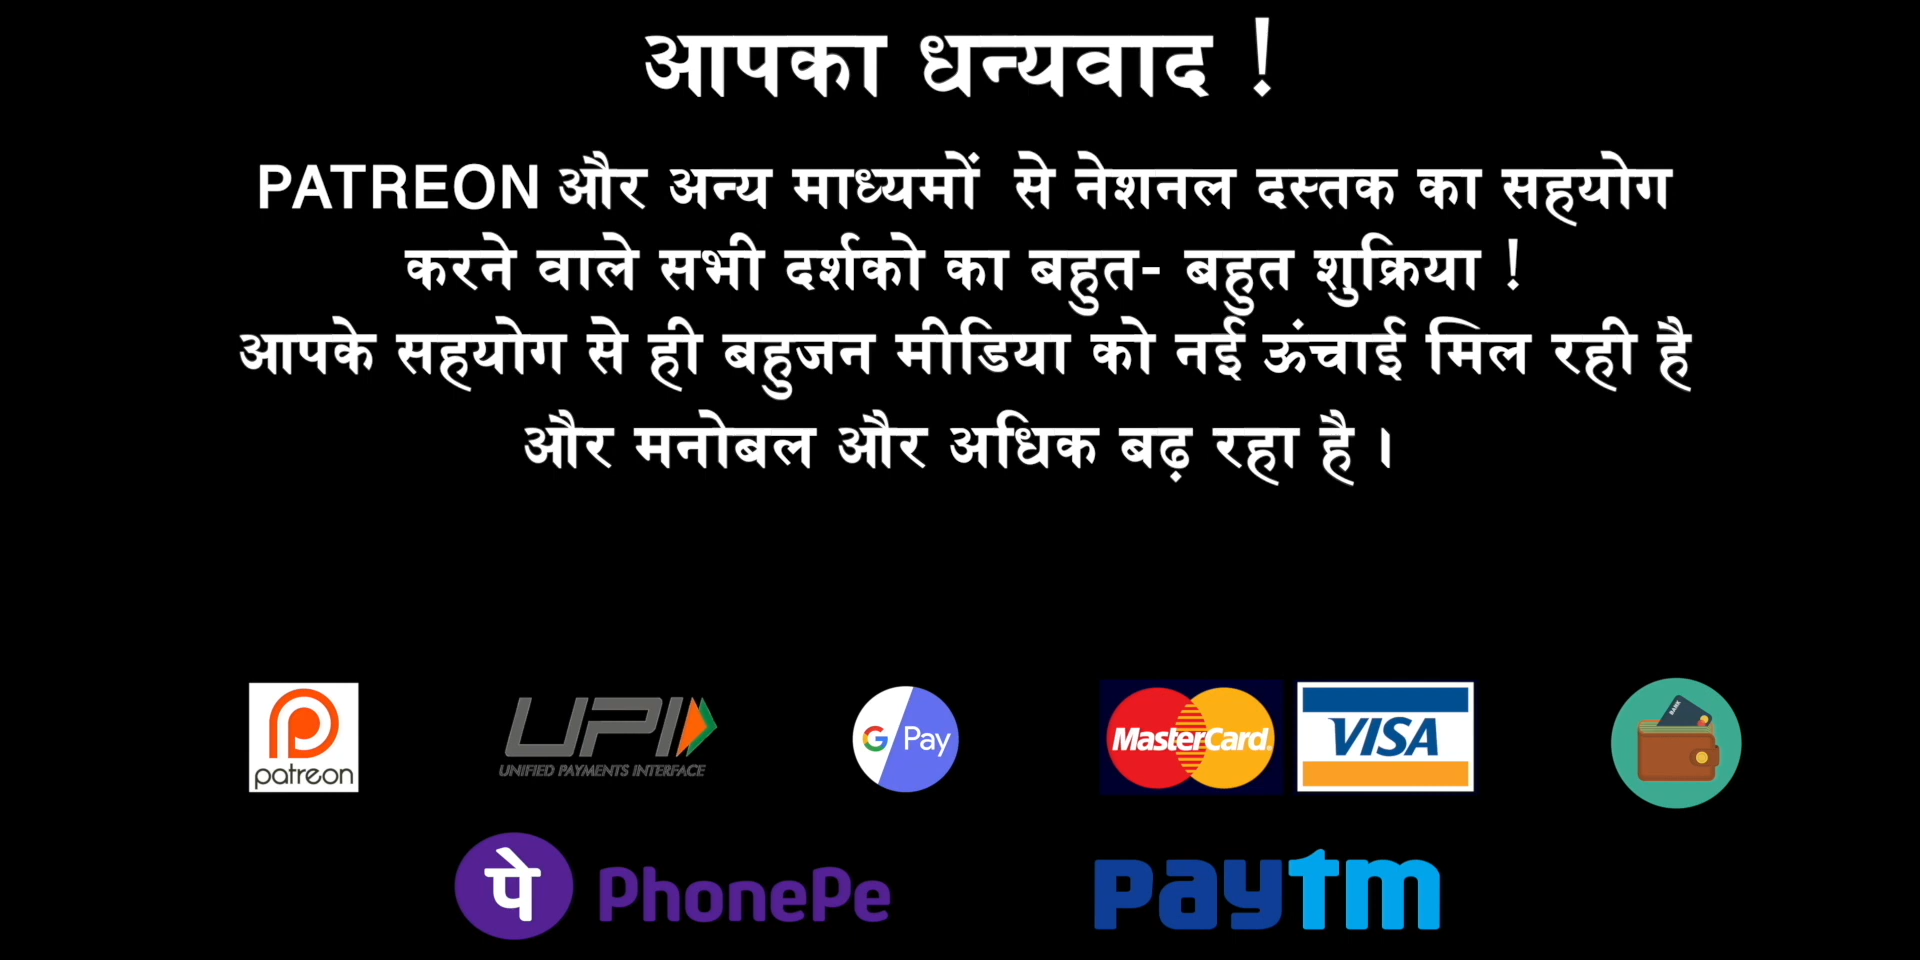 आपका धन्यवाद !
PATREON और अन्य माध्यमों से नेशनल दस्तक का सहयोग
करने वाले सभी दर्शको का बहुत- बहुत शुक्रिया !
आपके सहयोग से ही बहुजन मीडिया को नई ऊंचाई मिल रही है
और मनोबल और अधिक बढ़ रहा है ।
patreon
UPI
UNIFIED PAYMENTS INTERFACE
G Pay
MasterCard
VISA
BANK
पे PhonePe
paytm